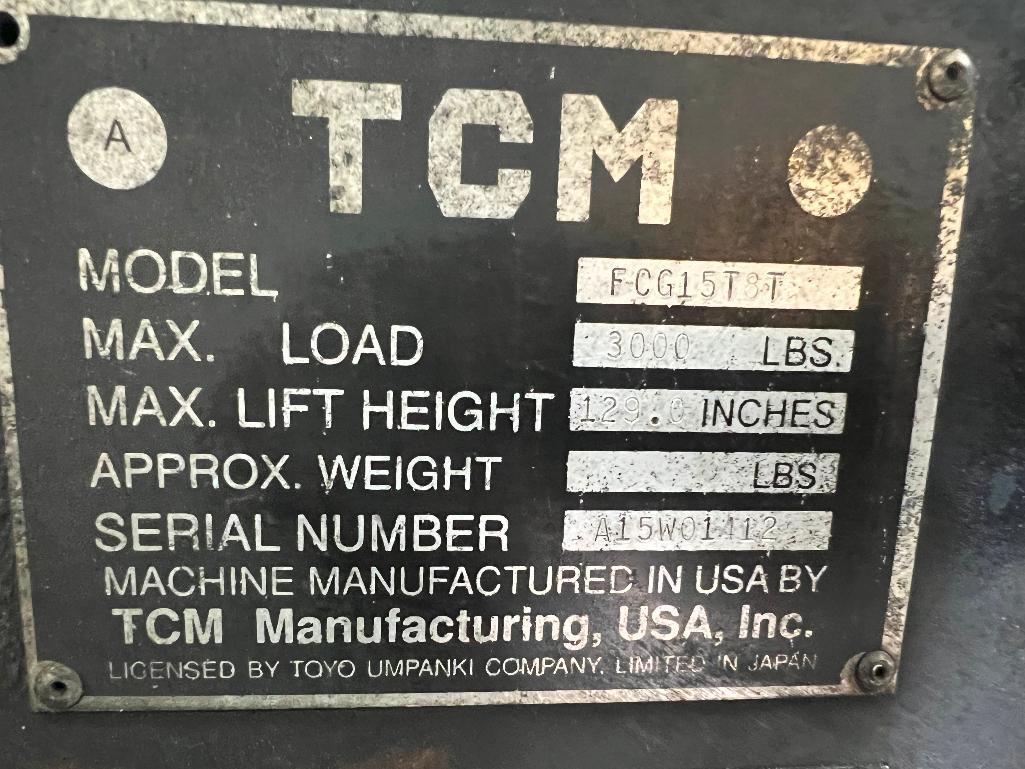 A TCM
MODEL FCG15T8T
MAX. LOAD 3000 LBS.
MAX. LIFT HEIGHT 129.0 INCHES
APPROX. WEIGHT LBS
SERIAL NUMBER A15W01412
MACHINE MANUFACTURED IN USA BY
TCM Manufacturing, USA, Inc.
LICENSED BY TOYO UMPANKI COMPANY, LIMITED IN JAPAN